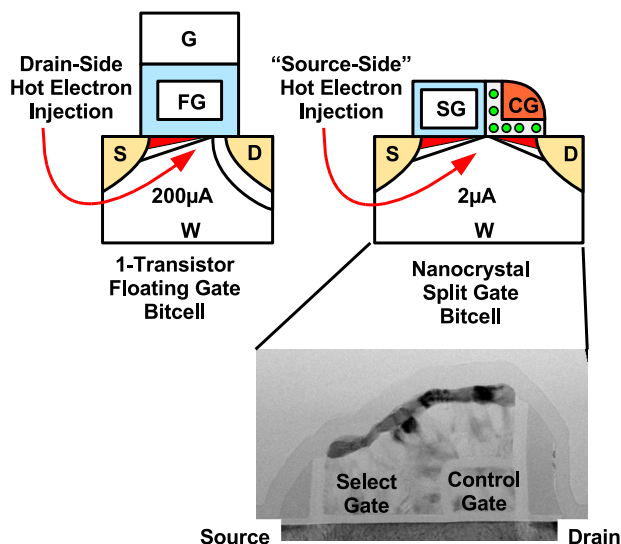 Drain-Side
Hot Electron
Injection
G
FG
S
D
200µA
W
1-Transistor
Floating Gate
Bitcell
“Source-Side”
Hot Electron
Injection
SG
CG
S
D
2µA
W
Nanocrystal
Split Gate
Bitcell
Select
Gate
Control
Gate
Source
Drain